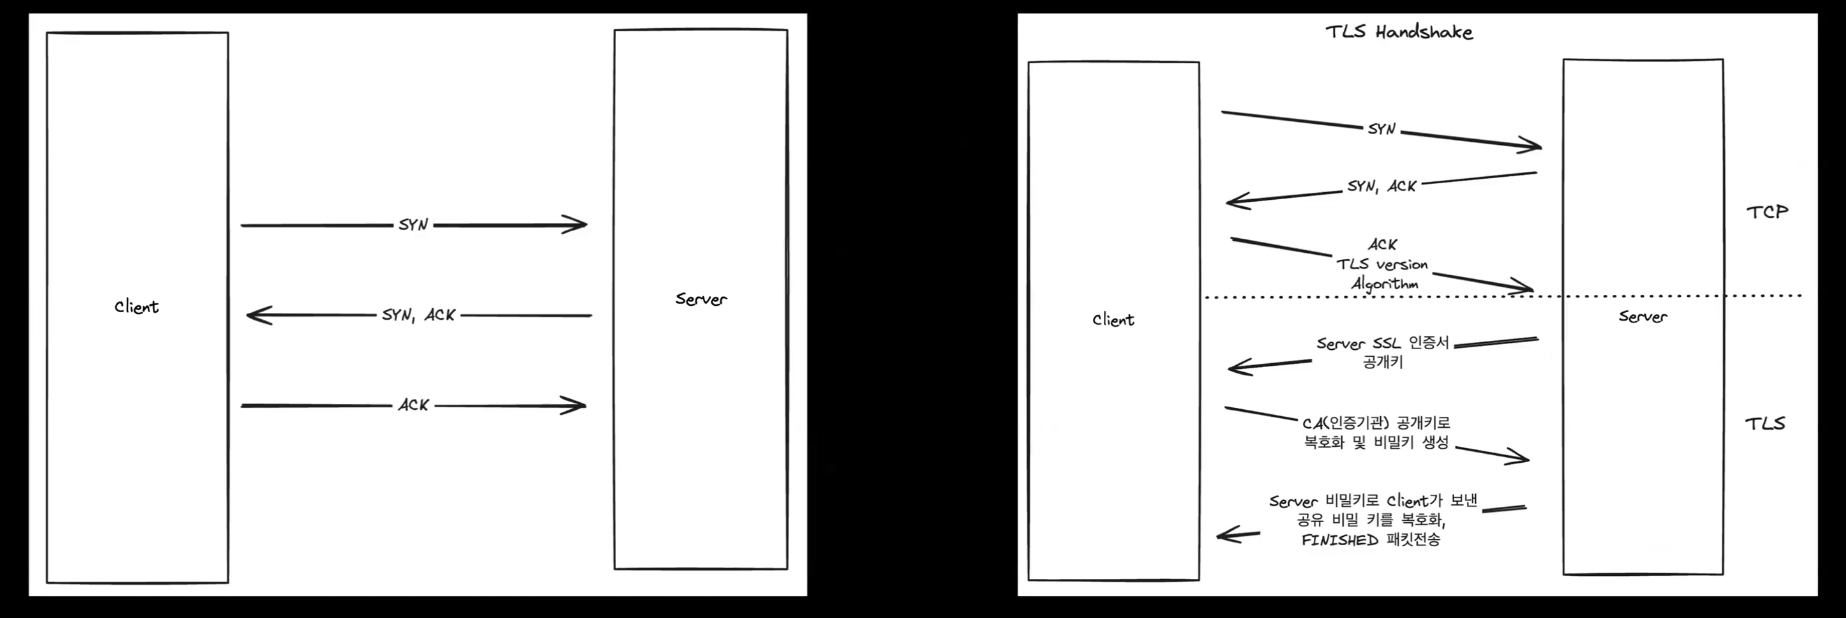 Client
SYN
SYN, ACK
ACK
Server
TLS Handshake
Client
SYN
SYN, ACK
ACK
TLS version
Algorithm
Server SSL 인증서
공개키
CA(인증기관) 공개키로
복호화 및 비밀키 생성
Server 비밀키로 Client가 보낸
공유 비밀 키를 복호화,
FINISHED 패킷전송
Server
TCP
TLS